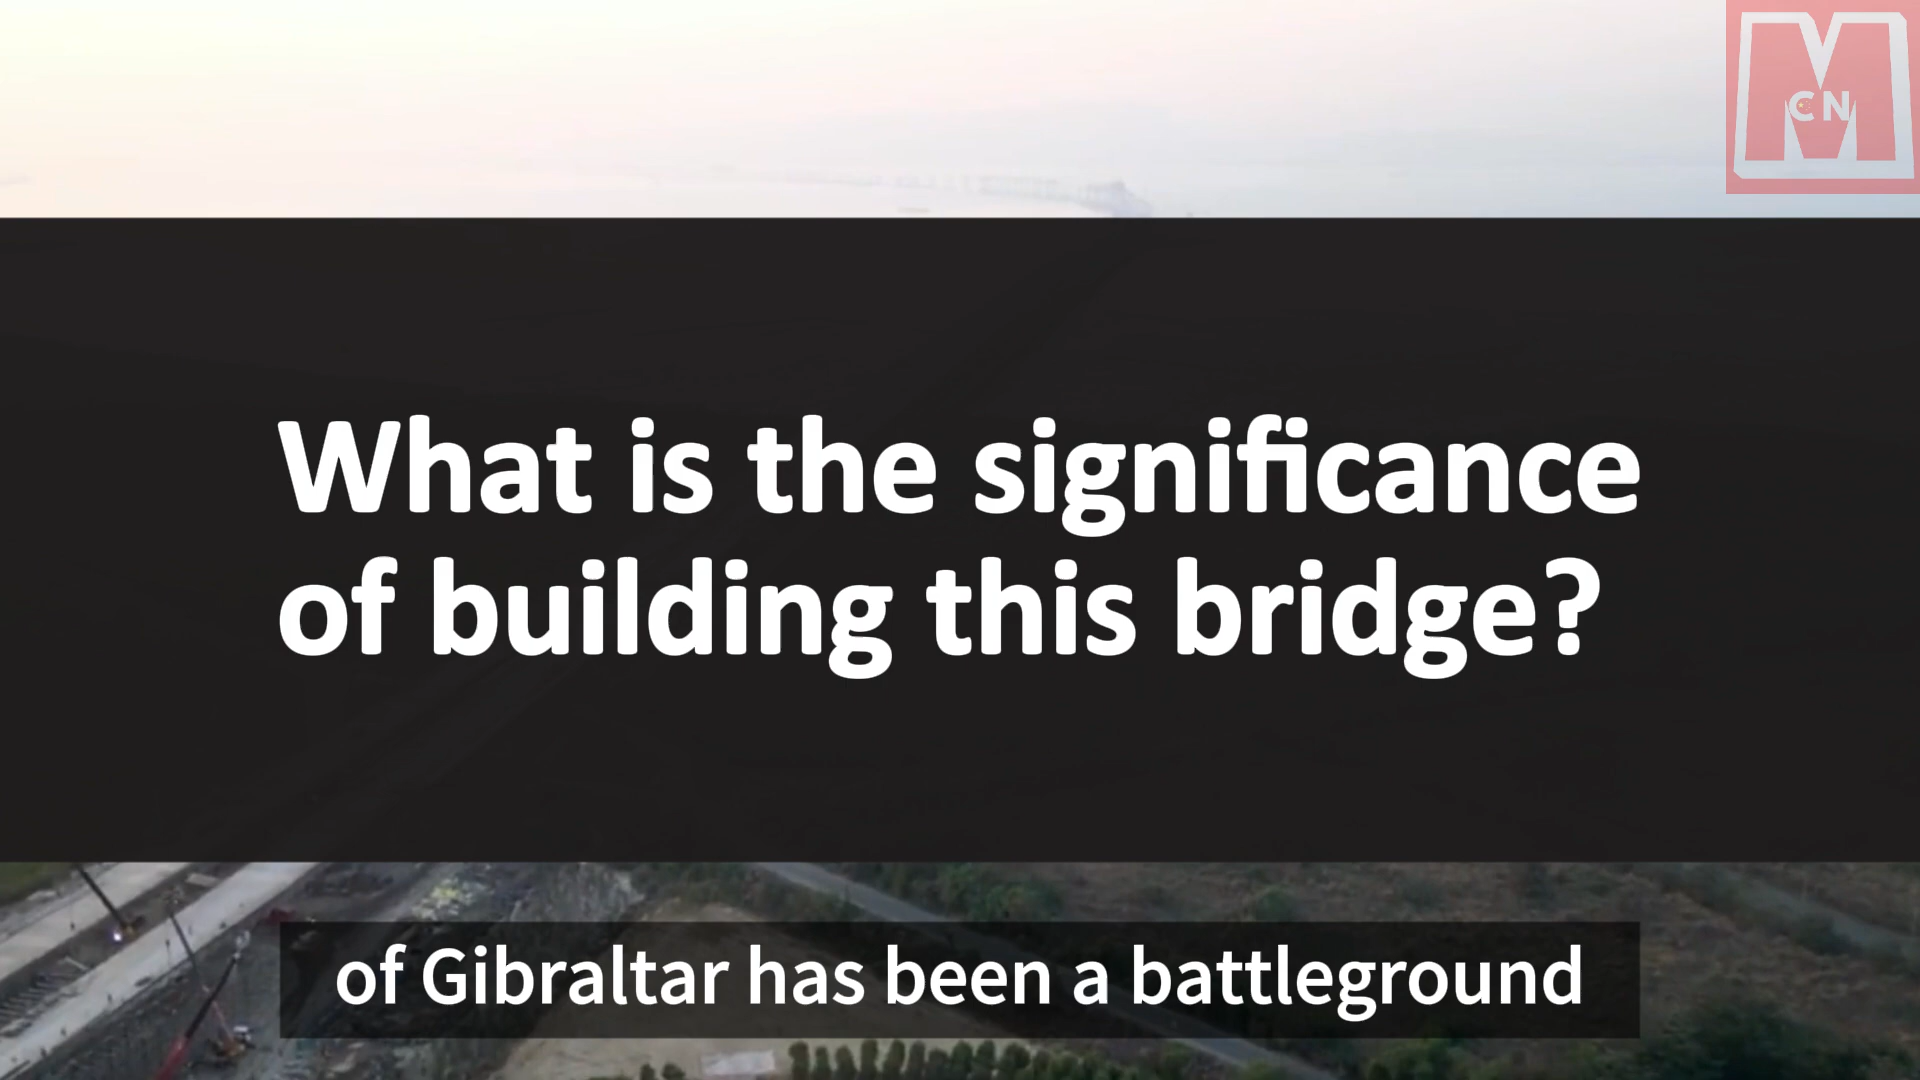 M
CN
What is the significance
of building this bridge?
of Gibraltar has been a battleground